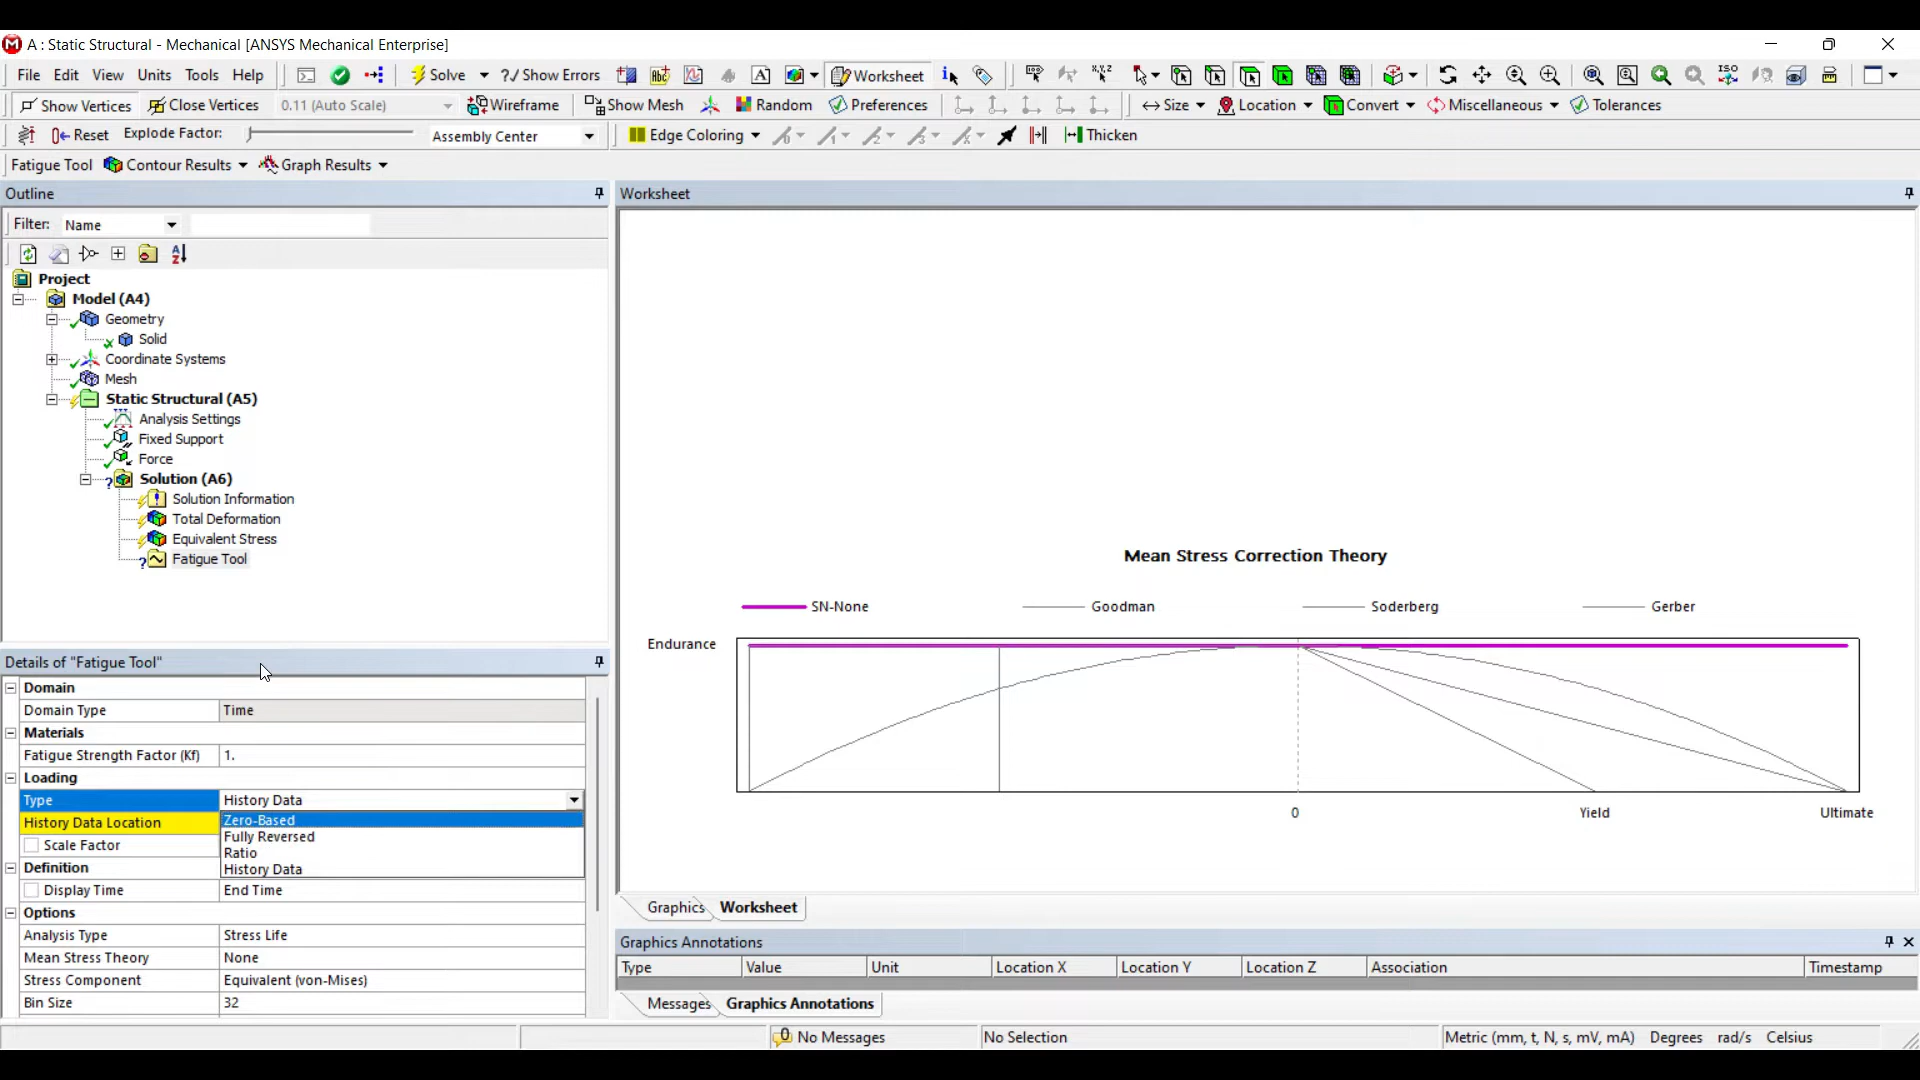 A : Static Structural - Mechanical [ANSYS Mechanical Enterprise]
File Edit View Units Tools Help Solve ?/ Show Errors Worksheet
Show Vertices Close Vertices 0.11 (Auto Scale) Wireframe Show Mesh Random Preferences Size Location Convert Miscellaneous Tolerances
Reset Explode Factor: Assembly Center Edge Coloring Thicken
Fatigue Tool Contour Results Graph Results
Outline
Filter: Name
Project
Model (A4)
Geometry
Solid
Coordinate Systems
Mesh
Static Structural (A5)
Analysis Settings
Fixed Support
Force
Solution (A6)
Solution Information
Total Deformation
Equivalent Stress
Fatigue Tool
Details of "Fatigue Tool"
Domain
Domain Type Time
Materials
Fatigue Strength Factor (Kf) 1.
Loading
Type History Data
History Data Location Zero-Based
Fully Reversed
Scale Factor Ratio
History Data
Definition
Display Time End Time
Options
Analysis Type Stress Life
Mean Stress Theory None
Stress Component Equivalent (von-Mises)
Bin Size 32
Worksheet
Mean Stress Correction Theory
SN-None Goodman Soderberg Gerber
Endurance
0 Yield Ultimate
Graphics Worksheet
Graphics Annotations
Type Value Unit Location X Location Y Location Z Association Timestamp
Messages Graphics Annotations
0 No Messages No Selection Metric (mm, t, N, s, mV, mA) Degrees rad/s Celsius